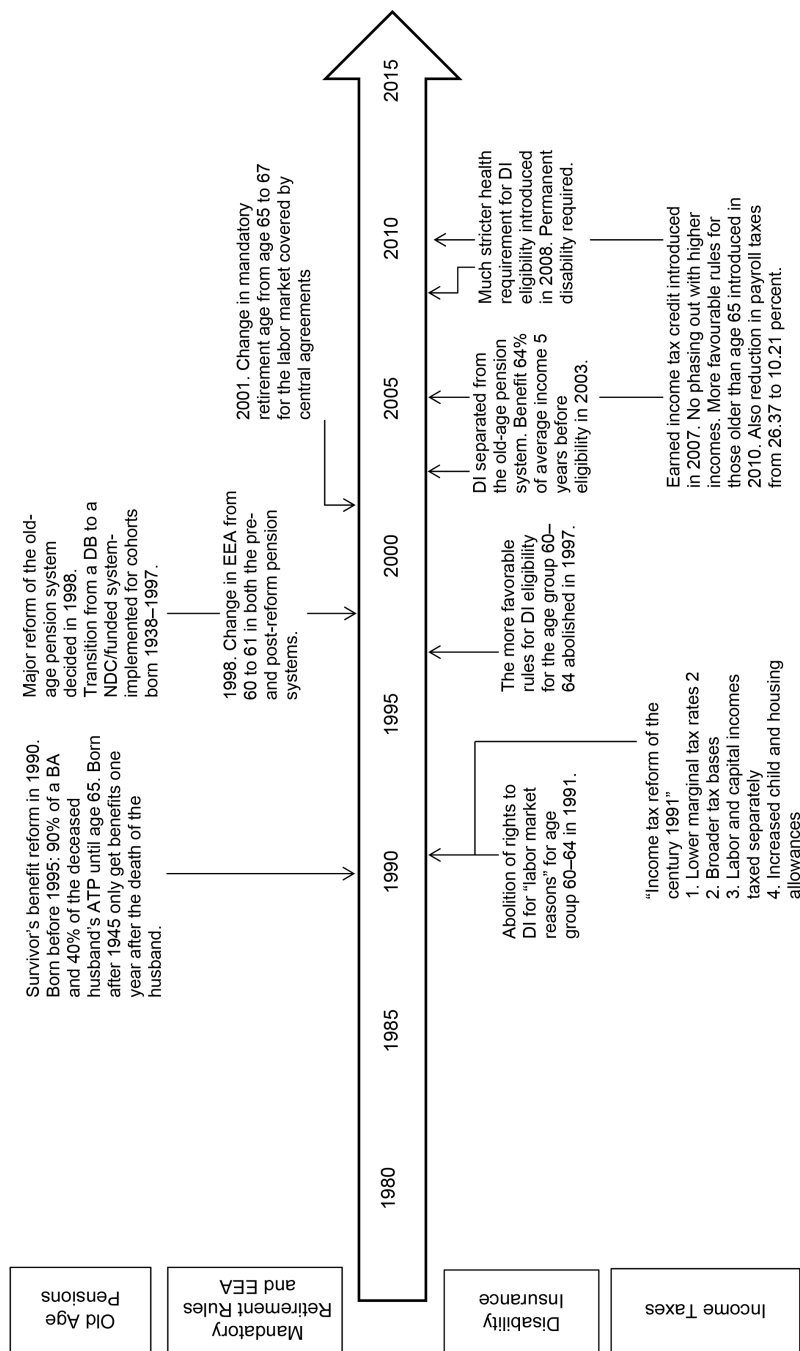 Old Age
Pensions
Survivor's benefit reform in 1990.
Born before 1995: 90% of a BA
and 40% of the deceased
husband's ATP until age 65. Born
after 1945 only get benefits one
year after the death of the
husband.
Major reform of the old-
age pension system
decided in 1998.
Transition from a DB to a
NDC/funded system-
implemented for cohorts
born 1938–1997.
Mandatory
Retirement Rules
and EEA
1998. Change in EEA from
60 to 61 in both the pre-
and post-reform pension
systems.
2001. Change in mandatory
retirement age from age 65 to 67
for the labor market covered by
central agreements
1980
1985
1990
1995
2000
2005
2010
2015
Disability
Insurance
Abolition of rights to
DI for "labor market
reasons" for age
group 60–64 in 1991.
The more favorable
rules for DI eligibility
for the age group 60–
64 abolished in 1997.
DI separated from
the old-age pension
system. Benefit 64%
of average income 5
years before
eligibility in 2003.
Much stricter health
requirement for DI
eligibility introduced
in 2008. Permanent
disability required.
Income Taxes
"Income tax reform of the
century 1991"
1. Lower marginal tax rates 2
2. Broader tax bases
3. Labor and capital incomes
taxed separately
4. Increased child and housing
allowances
Earned income tax credit introduced
in 2007. No phasing out with higher
incomes. More favourable rules for
those older than age 65 introduced in
2010. Also reduction in payroll taxes
from 26.37 to 10.21 percent.